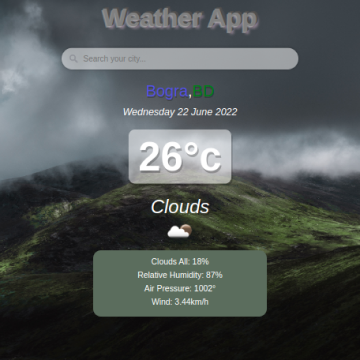 Weather App
Search your city...
Bogra,BD
Wednesday 22 June 2022
26°c
Clouds
Clouds All: 18%
Relative Humidity: 87%
Air Pressure: 1002°
Wind: 3.44km/h